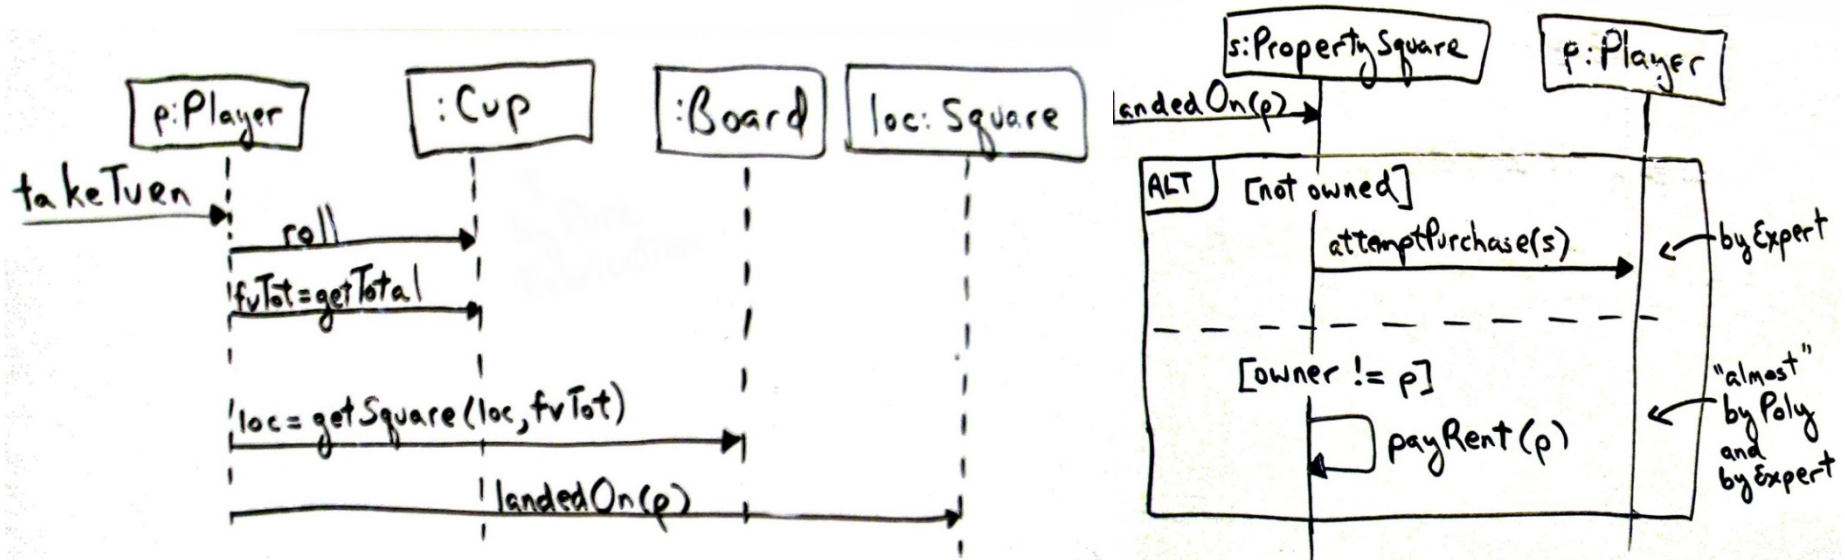 p:Player
:Cup
:Board
loc: Square
takeTurn
roll
fvTot=getTotal
loc=getSquare(loc,fvTot)
landedOn(p)
s:PropertySquare
p:Player
landedOn(p)
ALT
[not owned]
attemptPurchase(s)
by Expert
[owner != p]
payRent(p)
"almost"
by Poly
and
by Expert